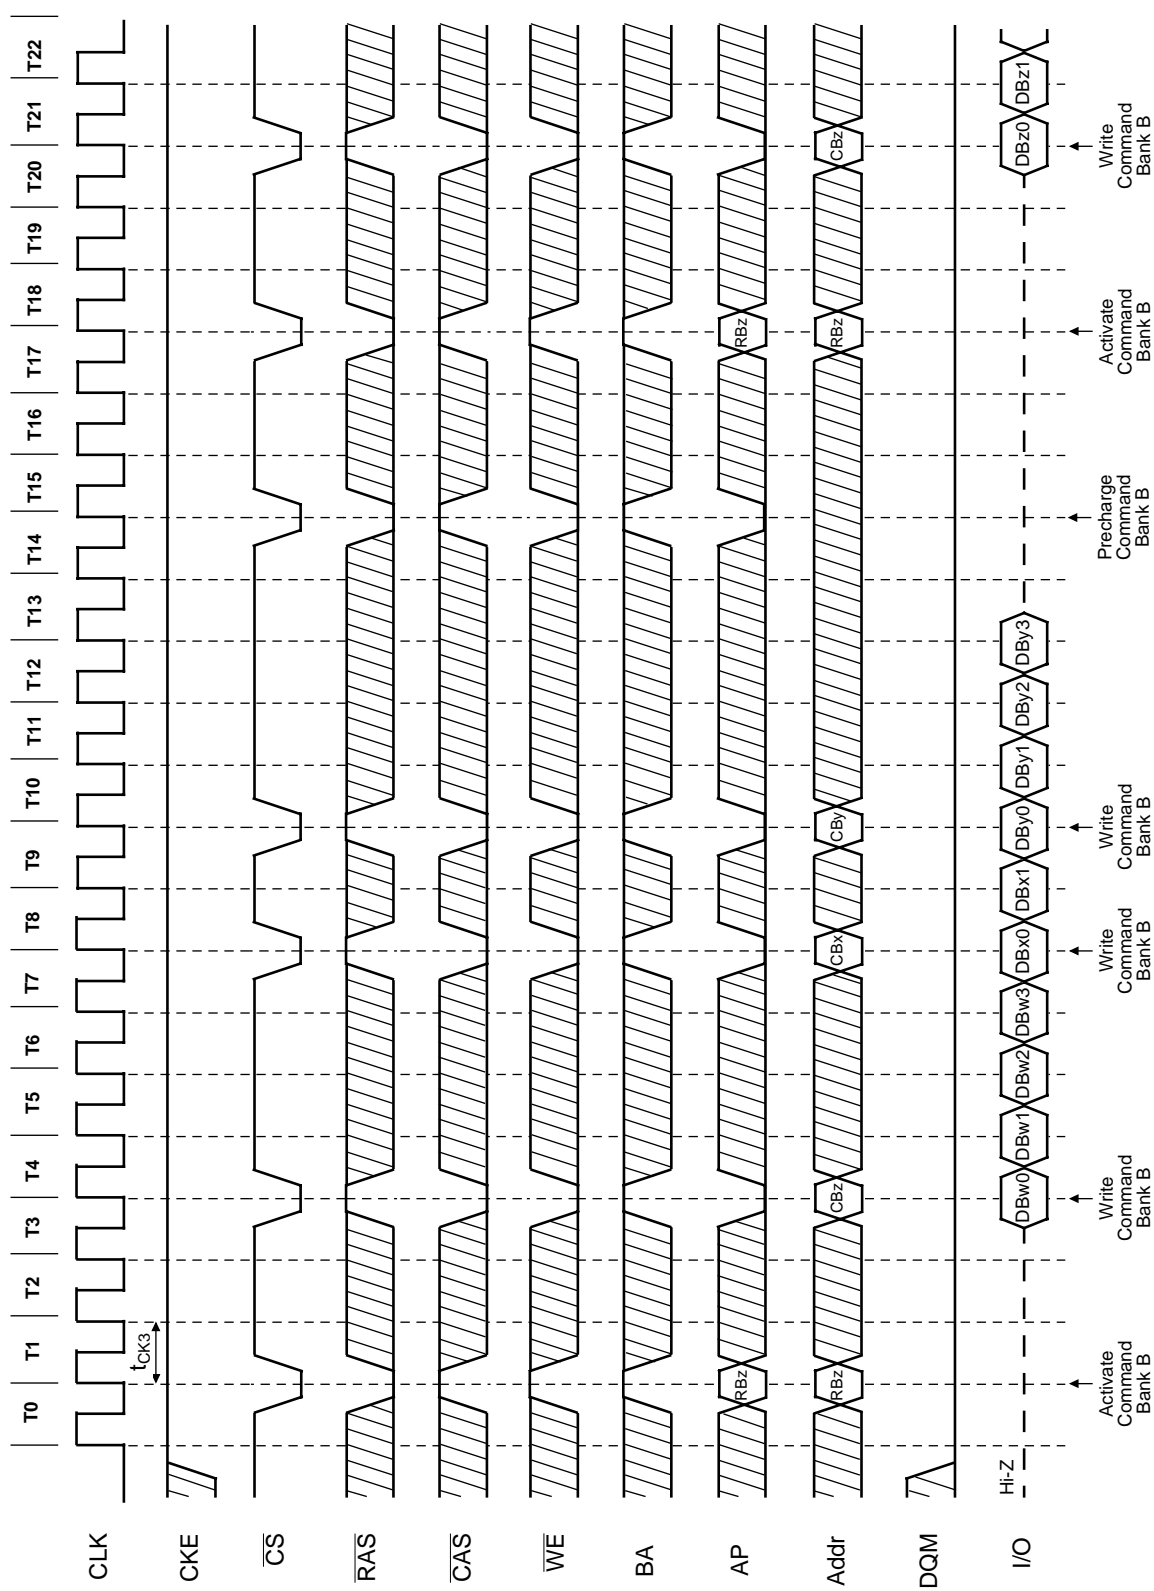 T0 T1 T2 T3 T4 T5 T6 T7 T8 T9 T10 T11 T12 T13 T14 T15 T16 T17 T18 T19 T20 T21 T22
CLK
tCK3
CKE
CS
RAS
CAS
WE
BA
AP
RBz RBz
Addr
RBz CBz CBx CBy RBz CBz
DQM
I/O
Hi-Z
DBw0 DBw1 DBw2 DBw3 DBx0 DBx1 DBy0 DBy1 DBy2 DBy3 DBz0 DBz1
Activate
Command
Bank B
Write
Command
Bank B
Write
Command
Bank B
Write
Command
Bank B
Precharge
Command
Bank B
Activate
Command
Bank B
Write
Command
Bank B